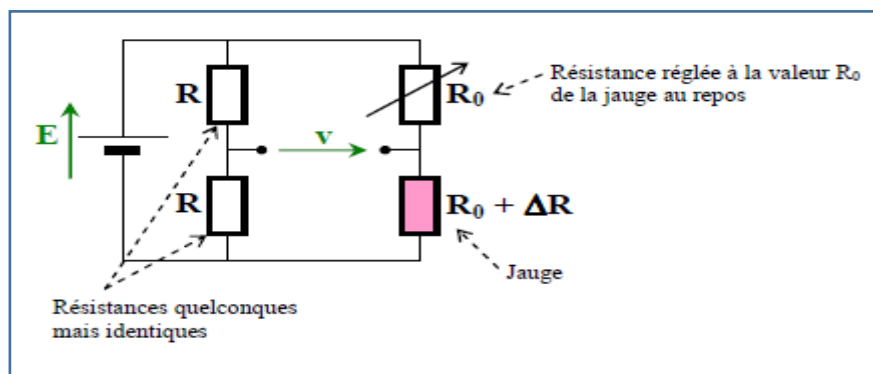 R
R₀
Résistance réglée à la valeur R₀
de la jauge au repos
E
v
R
R₀ + ΔR
Jauge
Résistances quelconques
mais identiques